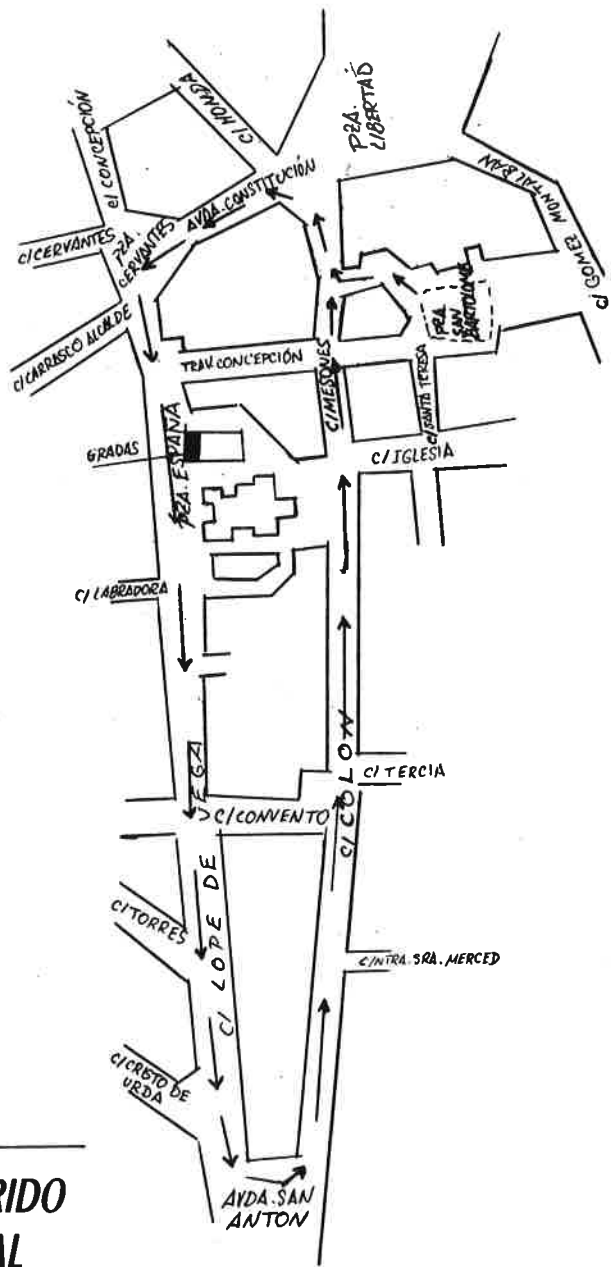 C/ HONDA
PZA.
LIBERTAD
C/ CONCEPCIÓN
C/ GOMEZ MONTALBAN
AVDA. CONSTITUCIÓN
C/ CERVANTES
PZA.
CERVANTES
C/ CARRASCO ALCALDE
PZA.
SAN
BARTOLOMÉ
TRAV. CONCEPCIÓN
C/ MESONES
C/ SANTA TERESA
PZA. ESPAÑA
GRADAS
C/ IGLESIA
C/ LABRADORA
C/ COLON
C/ TERCIA
C/ CONVENTO
C/ LOPE DE VEGA
C/ TORRES
C/ NTRA. SRA. MERCED
C/ CRISTO DE
URDA
AVDA. SAN
ANTON
RIDO
AL